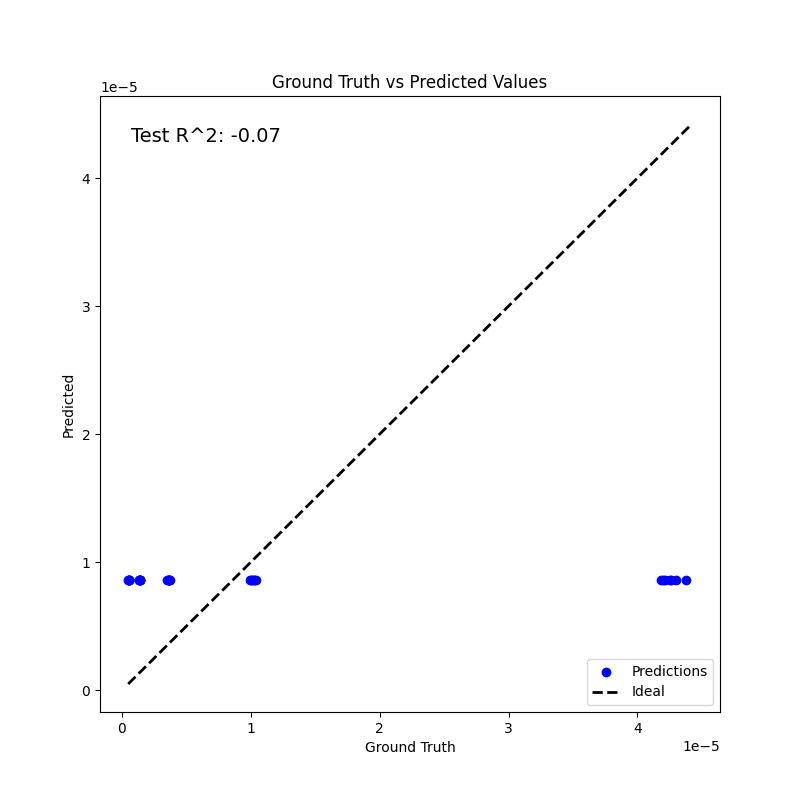 Ground Truth vs Predicted Values
1e−5
Test R^2: -0.07
4
3
2
1
0
Predicted
Predictions
Ideal
0 1 2 3 4
1e−5
Ground Truth